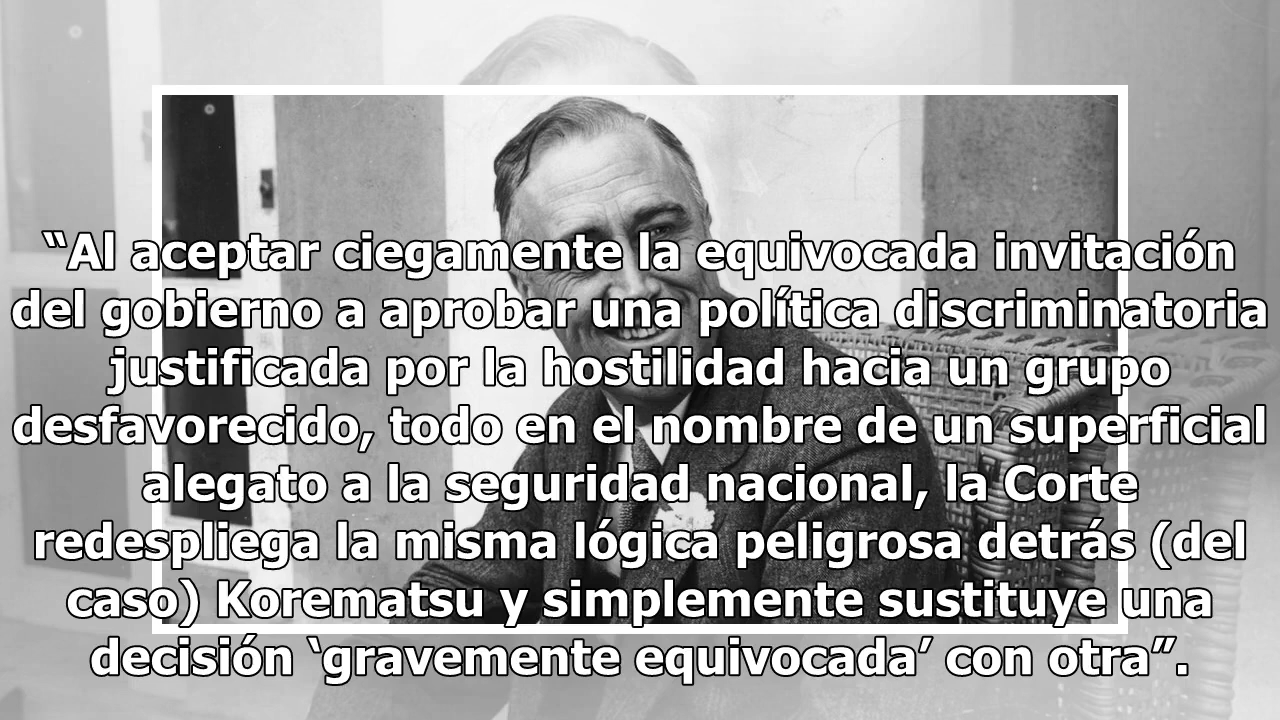 “Al aceptar ciegamente la equivocada invitación
del gobierno a aprobar una política discriminatoria
justificada por la hostilidad hacia un grupo
desfavorecido, todo en el nombre de un superficial
alegato a la seguridad nacional, la Corte
redespliega la misma lógica peligrosa detrás (del
caso) Korematsu y simplemente sustituye una
decisión ‘gravemente equivocada’ con otra”.